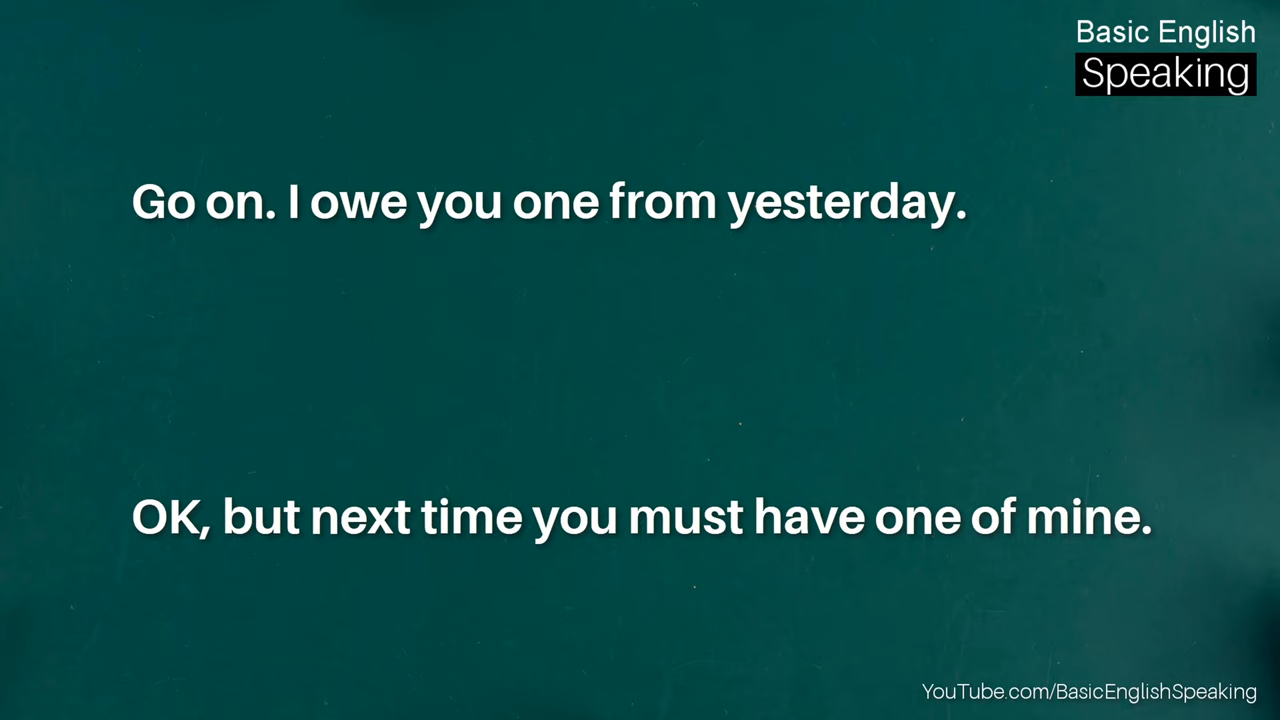 Basic English
Speaking
Go on. I owe you one from yesterday.
OK, but next time you must have one of mine.
YouTube.com/BasicEnglishSpeaking